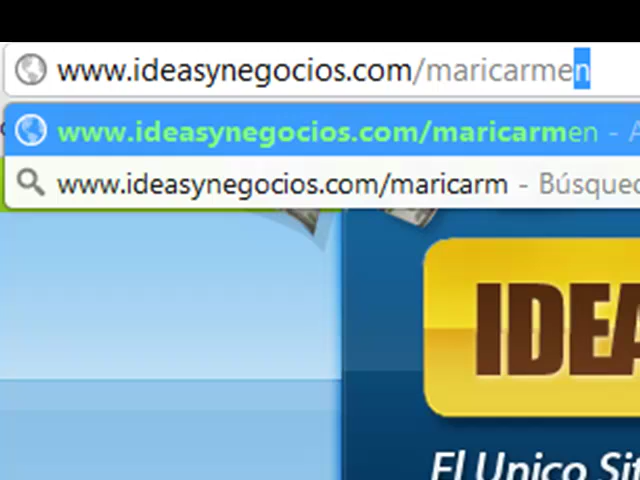 www.ideasynegocios.com/maricarmen
www.ideasynegocios.com/maricarmen - A
www.ideasynegocios.com/maricarm - Búsqued
IDEA
El Unico Sit